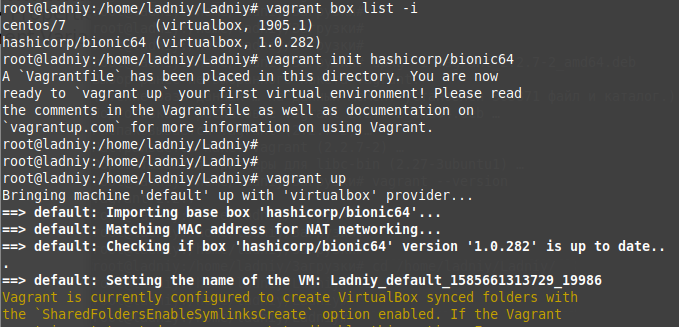 root@ladniy:/home/ladniy/Ladniy# vagrant box list -i
centos/7         (virtualbox, 1905.1)
hashicorp/bionic64 (virtualbox, 1.0.282)
root@ladniy:/home/ladniy/Ladniy# vagrant init hashicorp/bionic64
A `Vagrantfile` has been placed in this directory. You are now
ready to `vagrant up` your first virtual environment! Please read
the comments in the Vagrantfile as well as documentation on
`vagrantup.com` for more information on using Vagrant.
root@ladniy:/home/ladniy/Ladniy#
root@ladniy:/home/ladniy/Ladniy#
root@ladniy:/home/ladniy/Ladniy# vagrant up
Bringing machine 'default' up with 'virtualbox' provider...
==> default: Importing base box 'hashicorp/bionic64'...
==> default: Matching MAC address for NAT networking...
==> default: Checking if box 'hashicorp/bionic64' version '1.0.282' is up to date..
.
==> default: Setting the name of the VM: Ladniy_default_1585661313729_19986
Vagrant is currently configured to create VirtualBox synced folders with
the `SharedFoldersEnableSymlinksCreate` option enabled. If the Vagrant